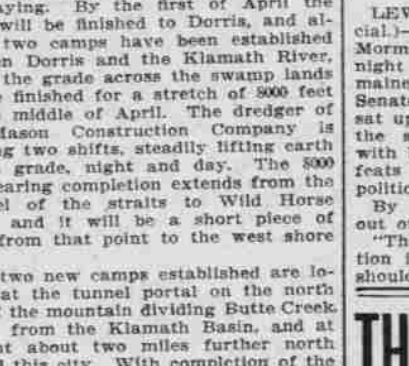 aying. By the first of April the
will be finished to Dorris, and al-
two camps have been established
en Dorris and the Klamath River,
the grade across the swamp lands
e finished for a stretch of 8000 feet
middle of April. The dredger of
Mason Construction Company is
ng two shifts, steadily lifting earth
grade, night and day. The 8000
earing completion extends from the
el of the straits to Wild Horse
and it will be a short piece of
from that point to the west shore
two new camps established are lo-
at the tunnel portal on the north
f the mountain dividing Butte Creek
from the Klamath Basin, and at
nt about two miles further north
this city. With completion of the
LEW
cial.)—
Morm
night
maine
Senat
sat up
the s
with
feats
politic
By
out o
"Th
tion i
should
TH